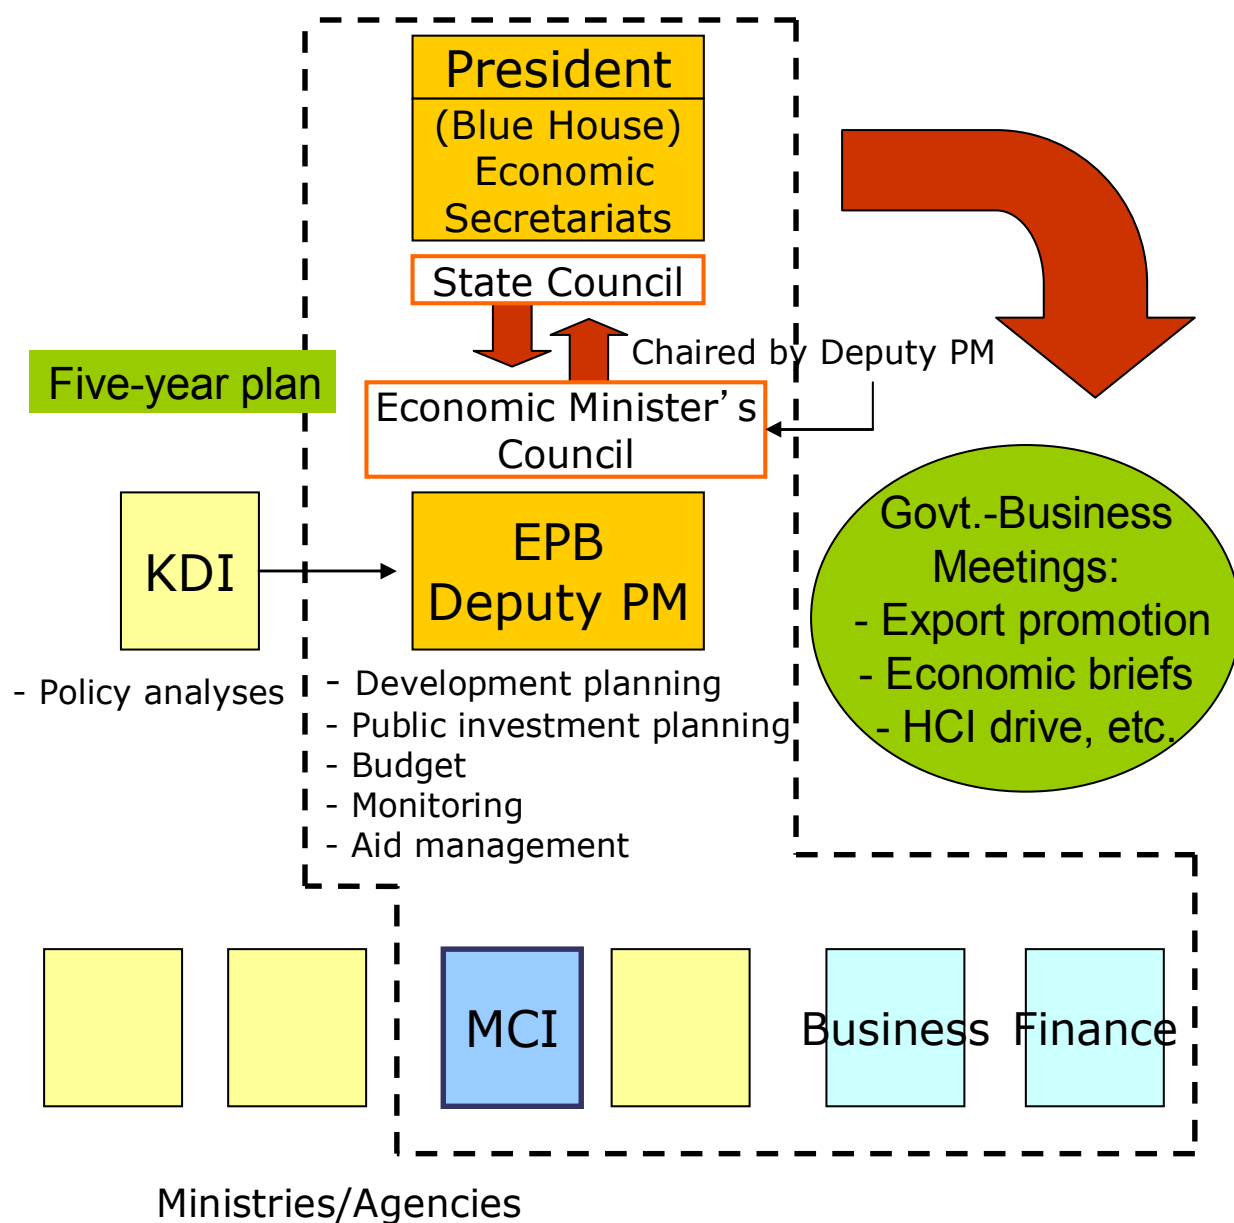 President
(Blue House)
Economic
Secretariats
State Council
Chaired by Deputy PM
Five-year plan
Economic Minister’s
Council
KDI
EPB
Deputy PM
Govt.-Business
Meetings:
- Export promotion
- Economic briefs
- HCI drive, etc.
- Policy analyses
- Development planning
- Public investment planning
- Budget
- Monitoring
- Aid management
MCI
Business
Finance
Ministries/Agencies